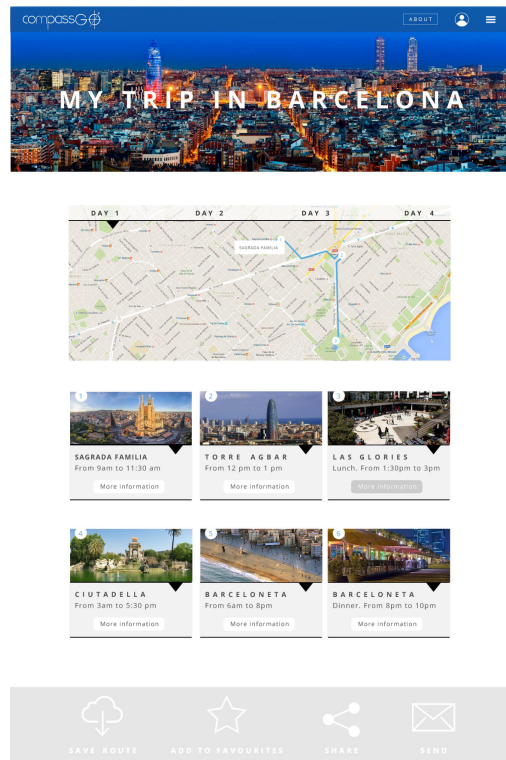 compassGO
ABOUT
MY TRIP IN BARCELONA
DAY 1
DAY 2
DAY 3
DAY 4
SAGRADA FAMILIA
1
2
3
SAGRADA FAMILIA
TORRE AGBAR
LAS GLORIES
From 9am to 11:30 am
From 12 pm to 1 pm
Lunch. From 1:30pm to 3pm
More information
More information
More information
4
5
6
CIUTADELLA
BARCELONETA
BARCELONETA
From 3am to 5:30 pm
From 6am to 8pm
Dinner. From 8pm to 10pm
More information
More information
More information
SAVE ROUTE
ADD TO FAVOURITES
SHARE
SEND